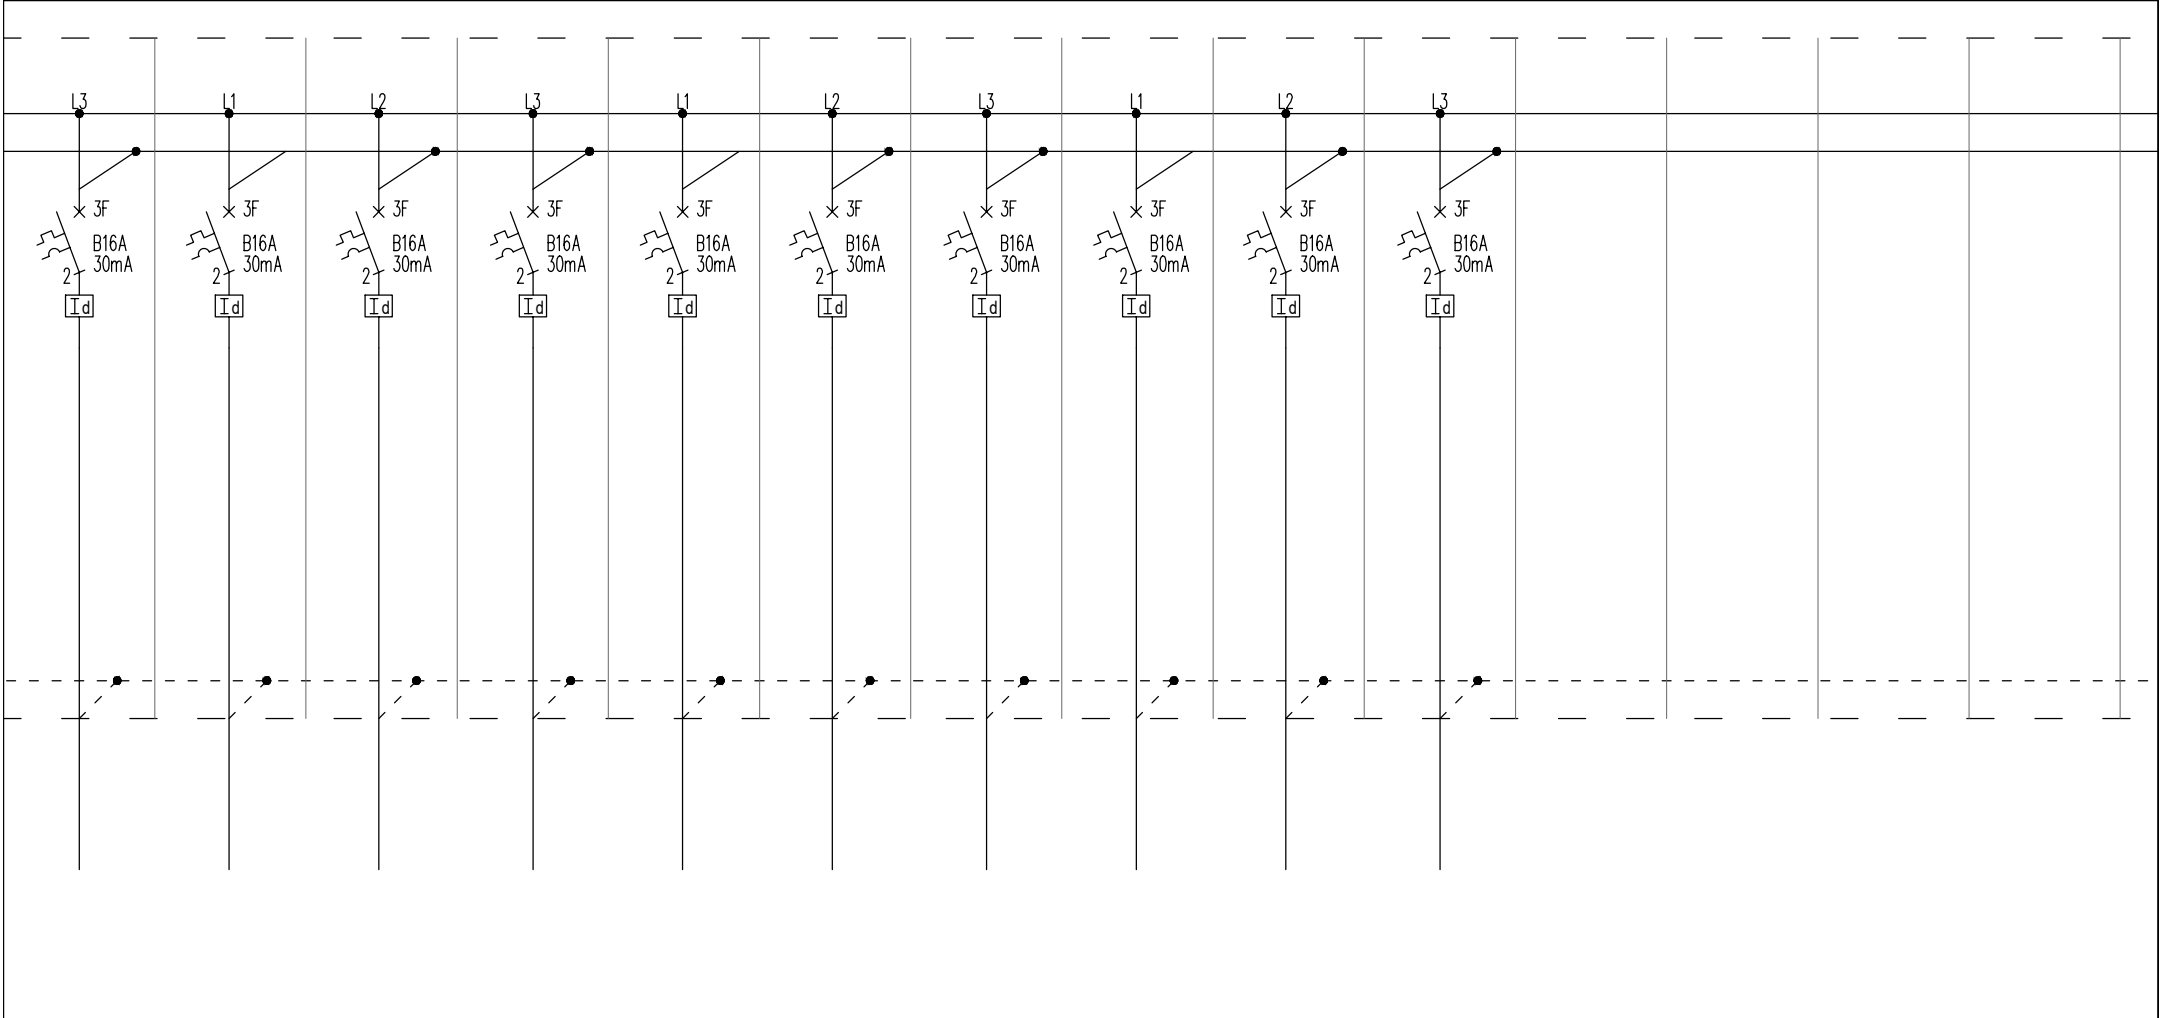 L3 L1 L2 L3 L1 L2 L3 L1 L2 L3
3F 3F 3F 3F 3F 3F 3F 3F 3F 3F
B16A B16A B16A B16A B16A B16A B16A B16A B16A B16A
30mA 30mA 30mA 30mA 30mA 30mA 30mA 30mA 30mA 30mA
2 2 2 2 2 2 2 2 2 2
Id Id Id Id Id Id Id Id Id Id